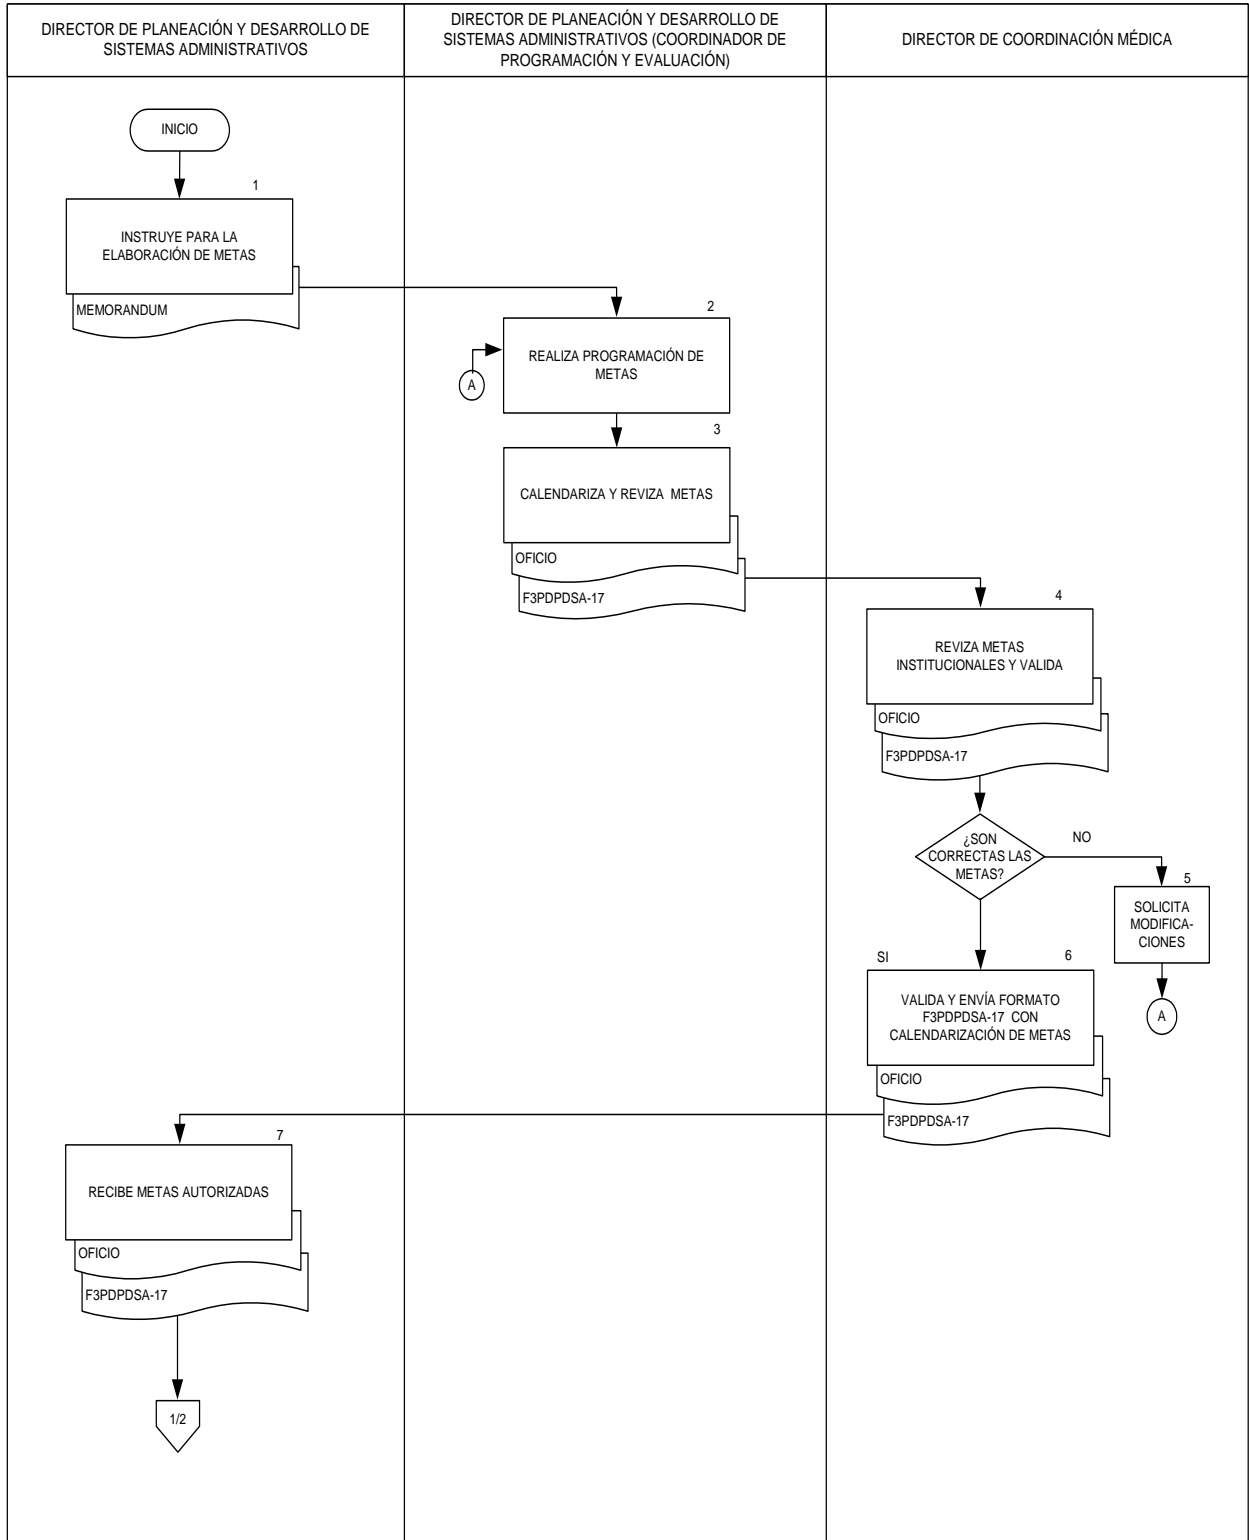 DIRECTOR DE PLANEACIÓN Y DESARROLLO DE
SISTEMAS ADMINISTRATIVOS
DIRECTOR DE PLANEACIÓN Y DESARROLLO DE
SISTEMAS ADMINISTRATIVOS (COORDINADOR DE
PROGRAMACIÓN Y EVALUACIÓN)
DIRECTOR DE COORDINACIÓN MÉDICA
INICIO
1
INSTRUYE PARA LA
ELABORACIÓN DE METAS
MEMORANDUM
2
REALIZA PROGRAMACIÓN DE
METAS
A
3
CALENDARIZA Y REVIZA METAS
OFICIO
F3PDPDSA-17
4
REVIZA METAS
INSTITUCIONALES Y VALIDA
OFICIO
F3PDPDSA-17
¿SON
CORRECTAS LAS
METAS?
NO
5
SOLICITA
MODIFICA-
CIONES
A
SI
6
VALIDA Y ENVÍA FORMATO
F3PDPDSA-17 CON
CALENDARIZACIÓN DE METAS
OFICIO
F3PDPDSA-17
7
RECIBE METAS AUTORIZADAS
OFICIO
F3PDPDSA-17
1/2